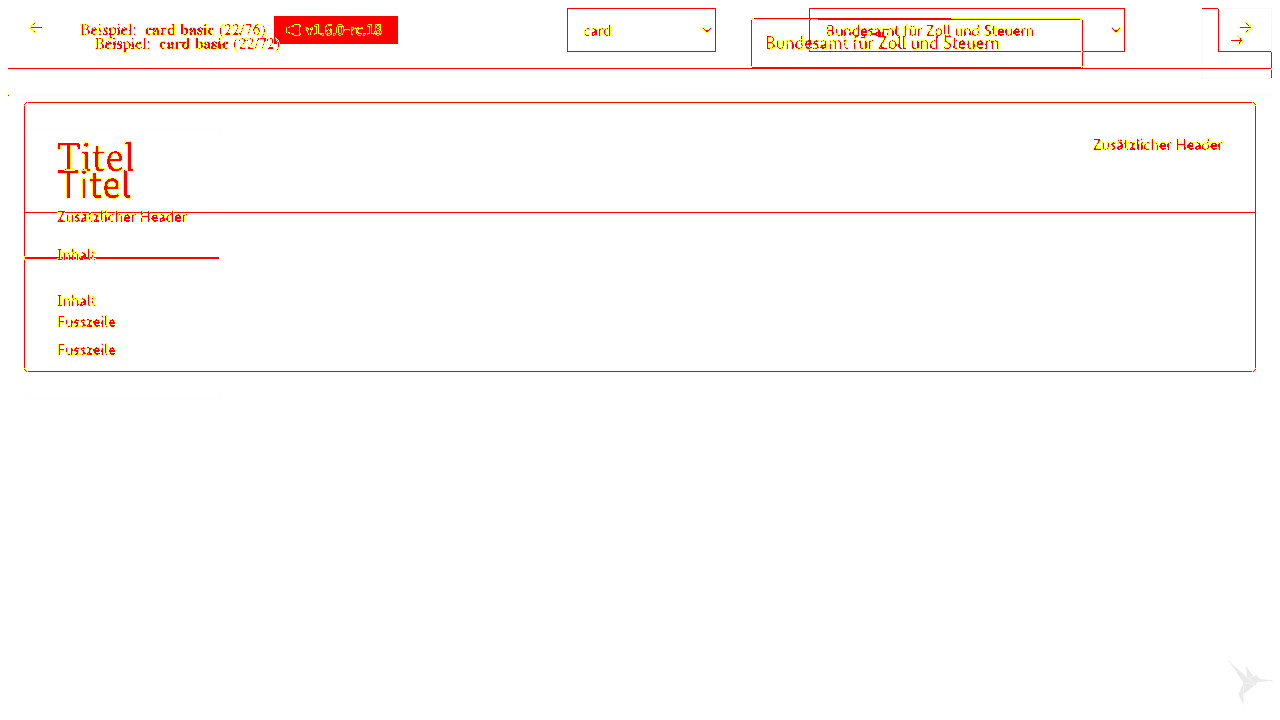 Beispiel: card basic (22/76) v1.6.0-rc.18 card Bundesamt für Zoll und Steuern
Beispiel: card basic (22/72) Bundesamt für Zoll und Steuern
Titel Zusätzlicher Header
Titel
Zusätzlicher Header
Inhalt
Inhalt
Fusszeile
Fusszeile